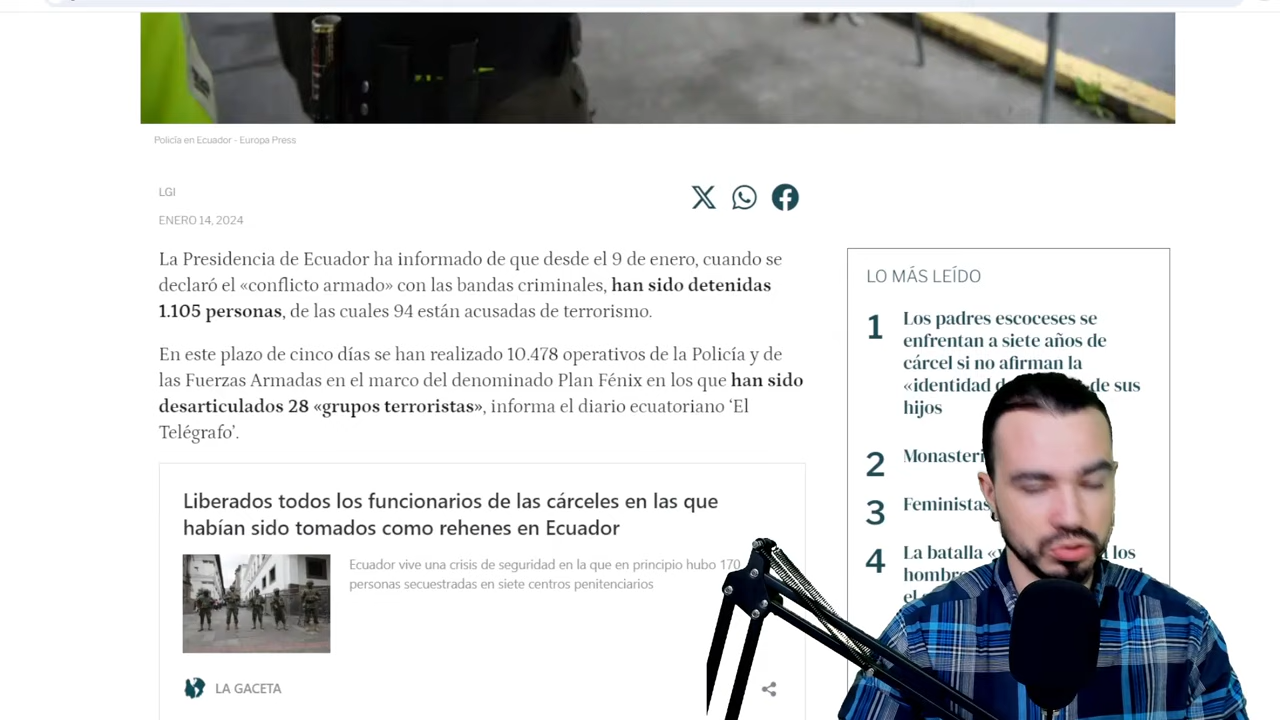 Policía en Ecuador - Europa Press
LGI
ENERO 14, 2024
La Presidencia de Ecuador ha informado de que desde el 9 de enero, cuando se
declaró el «conflicto armado» con las bandas criminales, han sido detenidas
1.105 personas, de las cuales 94 están acusadas de terrorismo.
En este plazo de cinco días se han realizado 10.478 operativos de la Policía y de
las Fuerzas Armadas en el marco del denominado Plan Fénix en los que han sido
desarticulados 28 «grupos terroristas», informa el diario ecuatoriano ‘El
Telégrafo’.
Liberados todos los funcionarios de las cárceles en las que
habían sido tomados como rehenes en Ecuador
Ecuador vive una crisis de seguridad en la que en principio hubo 170
personas secuestradas en siete centros penitenciarios
LA GACETA
LO MÁS LEÍDO
1 Los padres escoceses se
enfrentan a siete años de
cárcel si no afirman la
«identidad de sus
hijos
2
3 Feministas
4 La batalla los